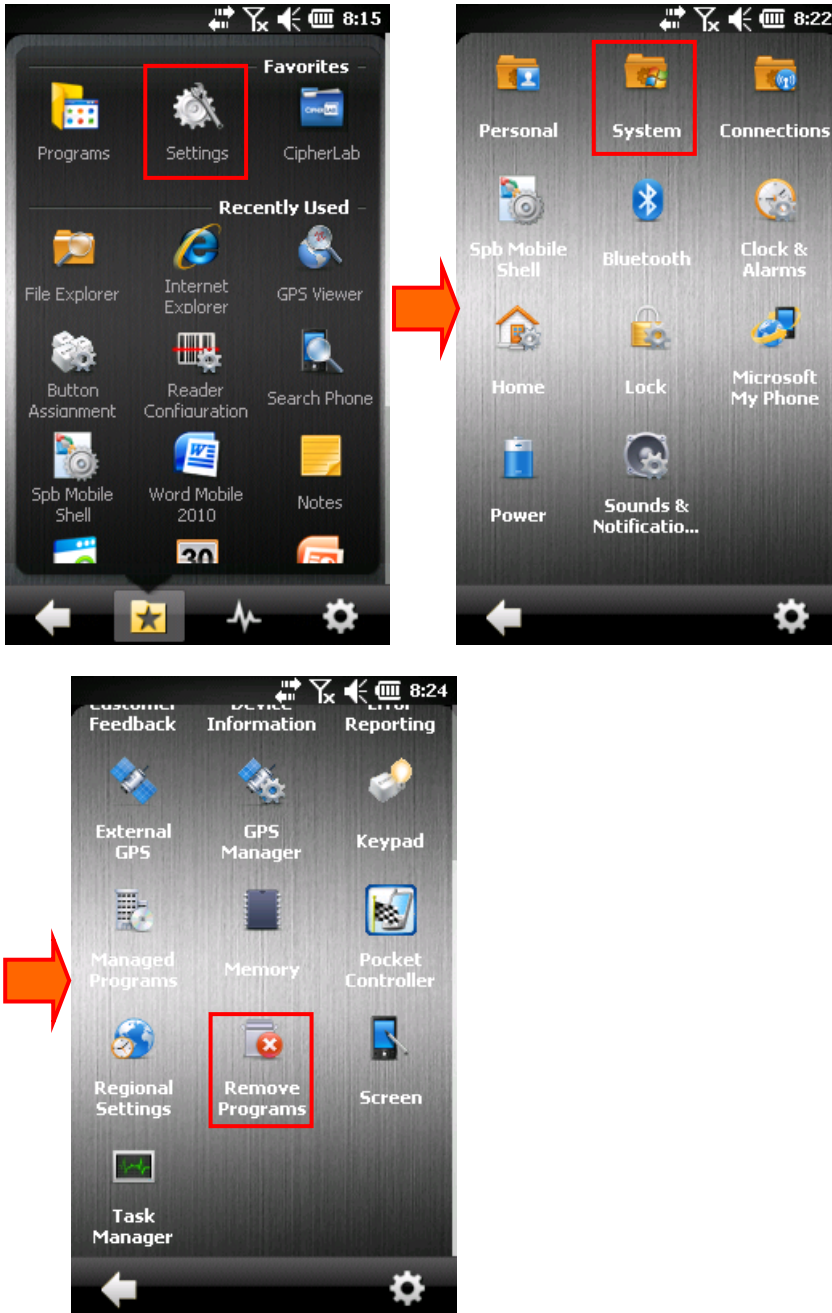 8:15
Favorites
Programs Settings CipherLab
Recently Used
File Explorer Internet Explorer GPS Viewer
Button Assignment Reader Configuration Search Phone
Spb Mobile Shell Word Mobile 2010 Notes
30
8:22
Personal System Connections
Spb Mobile Shell Bluetooth Clock & Alarms
Home Lock Microsoft My Phone
Power Sounds & Notificatio...
8:24
Customer Feedback Device Information Error Reporting
External GPS GPS Manager Keypad
Managed Programs Memory Pocket Controller
Regional Settings Remove Programs Screen
Task Manager